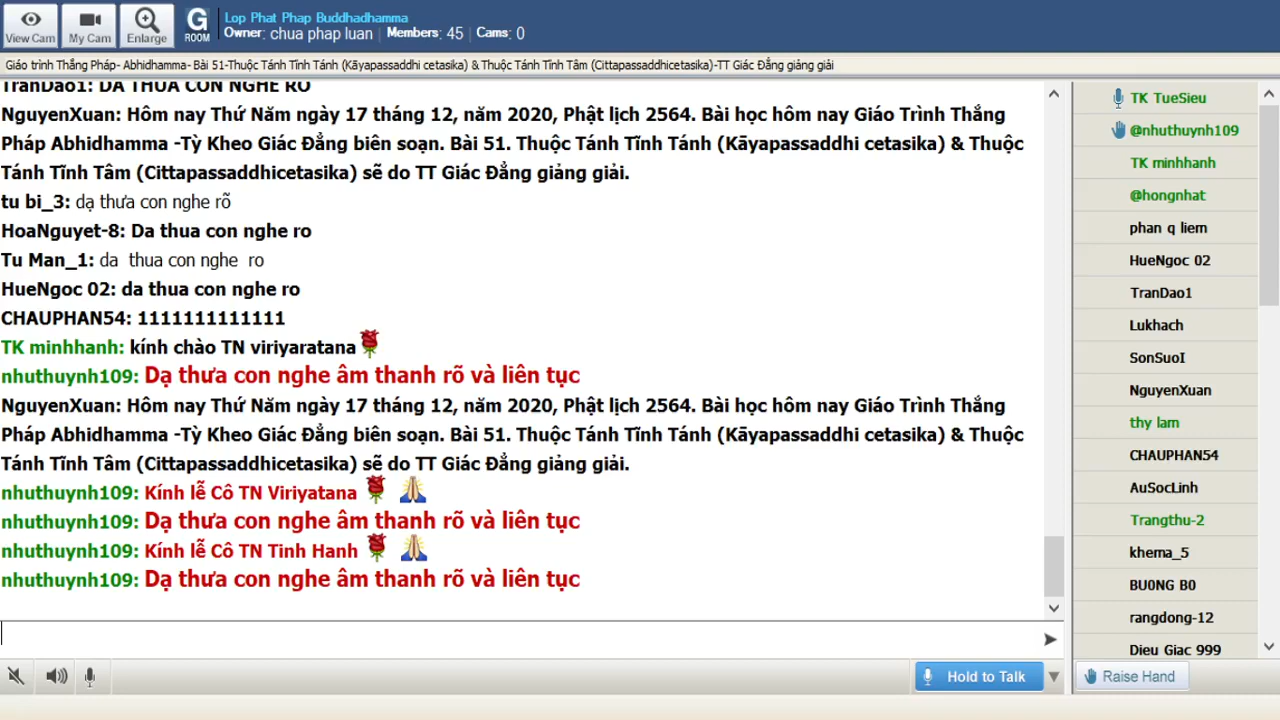 View Cam
My Cam
Enlarge
G
ROOM
Lop Phat Phap Buddhadhamma
Owner: chua phap luan | Members: 45 | Cams: 0
Giáo trình Thắng Pháp- Abhidhamma- Bài 51-Thuộc Tánh Tĩnh Tánh (Kāyapassaddhi cetasika) & Thuộc Tánh Tĩnh Tâm (Cittapassaddhicetasika)-TT Giác Đẳng giảng giải
TranDao1: DA THUA CON NGHE RO
NguyenXuan: Hôm nay Thứ Năm ngày 17 tháng 12, năm 2020, Phật lịch 2564. Bài học hôm nay Giáo Trình Thắng
Pháp Abhidhamma -Tỳ Kheo Giác Đẳng biên soạn. Bài 51. Thuộc Tánh Tĩnh Tánh (Kāyapassaddhi cetasika) & Thuộc
Tánh Tĩnh Tâm (Cittapassaddhicetasika) sẽ do TT Giác Đẳng giảng giải.
tu bi_3: dạ thưa con nghe rõ
HoaNguyet-8: Da thua con nghe ro
Tu Man_1: da thua con nghe ro
HueNgoc 02: da thua con nghe ro
CHAUPHAN54: 1111111111111
TK minhhanh: kính chào TN viriyaratana
nhuthuynh109: Dạ thưa con nghe âm thanh rõ và liên tục
NguyenXuan: Hôm nay Thứ Năm ngày 17 tháng 12, năm 2020, Phật lịch 2564. Bài học hôm nay Giáo Trình Thắng
Pháp Abhidhamma -Tỳ Kheo Giác Đẳng biên soạn. Bài 51. Thuộc Tánh Tĩnh Tánh (Kāyapassaddhi cetasika) & Thuộc
Tánh Tĩnh Tâm (Cittapassaddhicetasika) sẽ do TT Giác Đẳng giảng giải.
nhuthuynh109: Kính lễ Cô TN Viriyatana
nhuthuynh109: Dạ thưa con nghe âm thanh rõ và liên tục
nhuthuynh109: Kính lễ Cô TN Tinh Hanh
nhuthuynh109: Dạ thưa con nghe âm thanh rõ và liên tục
Hold to Talk
TK TueSieu
@nhuthuynh109
TK minhhanh
@hongnhat
phan q liem
HueNgoc 02
TranDao1
Lukhach
SonSuoI
NguyenXuan
thy lam
CHAUPHAN54
AuSocLinh
Trangthu-2
khema_5
BU0NG B0
rangdong-12
Dieu Giac 999
Raise Hand